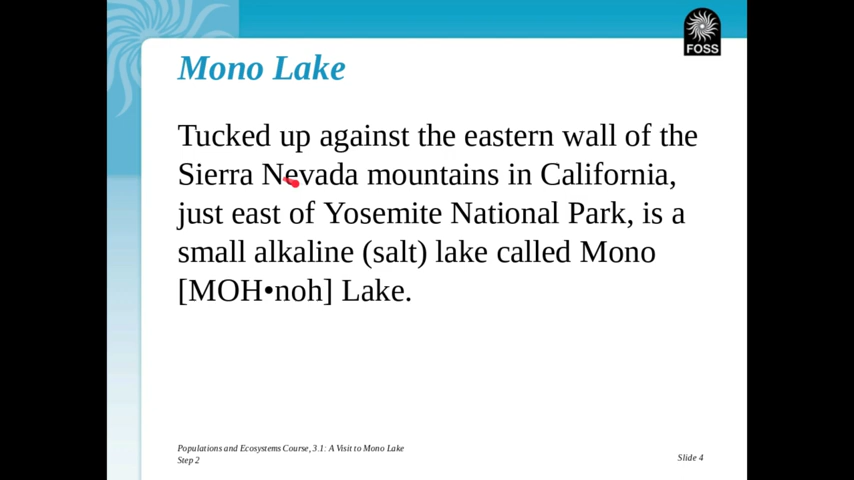 FOSS
Mono Lake
Tucked up against the eastern wall of the
Sierra Nevada mountains in California,
just east of Yosemite National Park, is a
small alkaline (salt) lake called Mono
[MOH•noh] Lake.
Populations and Ecosystems Course, 3.1: A Visit to Mono Lake
Step 2
Slide 4